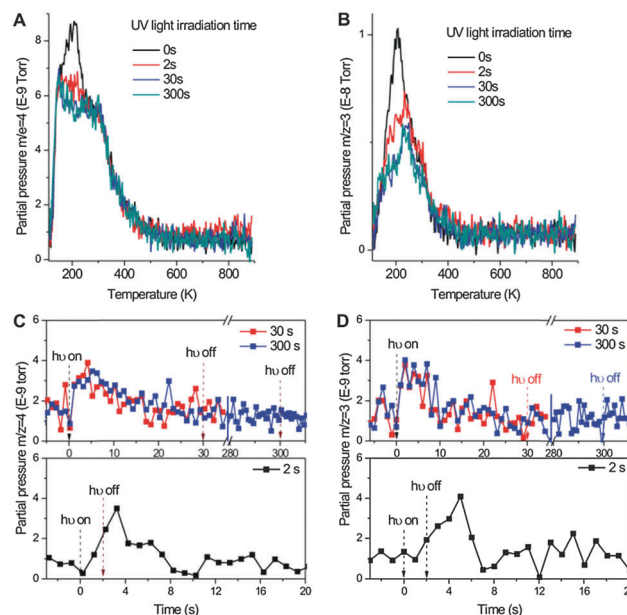 A
UV light irradiation time
0s
2s
30s
300s
Partial pressure m/e=4 (E-9 Torr)
8
6
4
2
0
200 400 600 800
Temperature (K)
B
UV light irradiation time
0s
2s
30s
300s
Partial pressure m/z=3 (E-8 Torr)
1
0
200 400 600 800
Temperature (K)
C
hυ on
hυ off
hυ off
30 s
300 s
6
4
2
0
0 10 20 30 280 300
Partial pressure m/e=4 (E-9 torr)
hυ on
hυ off
2 s
6
4
2
0
0 4 8 12 16 20
Time (s)
D
hυ on
hυ off
hυ off
30 s
300 s
6
4
2
0
0 10 20 30 280 300
Partial pressure m/e=3 (E-9 torr)
hυ on
hυ off
2 s
6
4
2
0
0 4 8 12 16 20
Time (s)